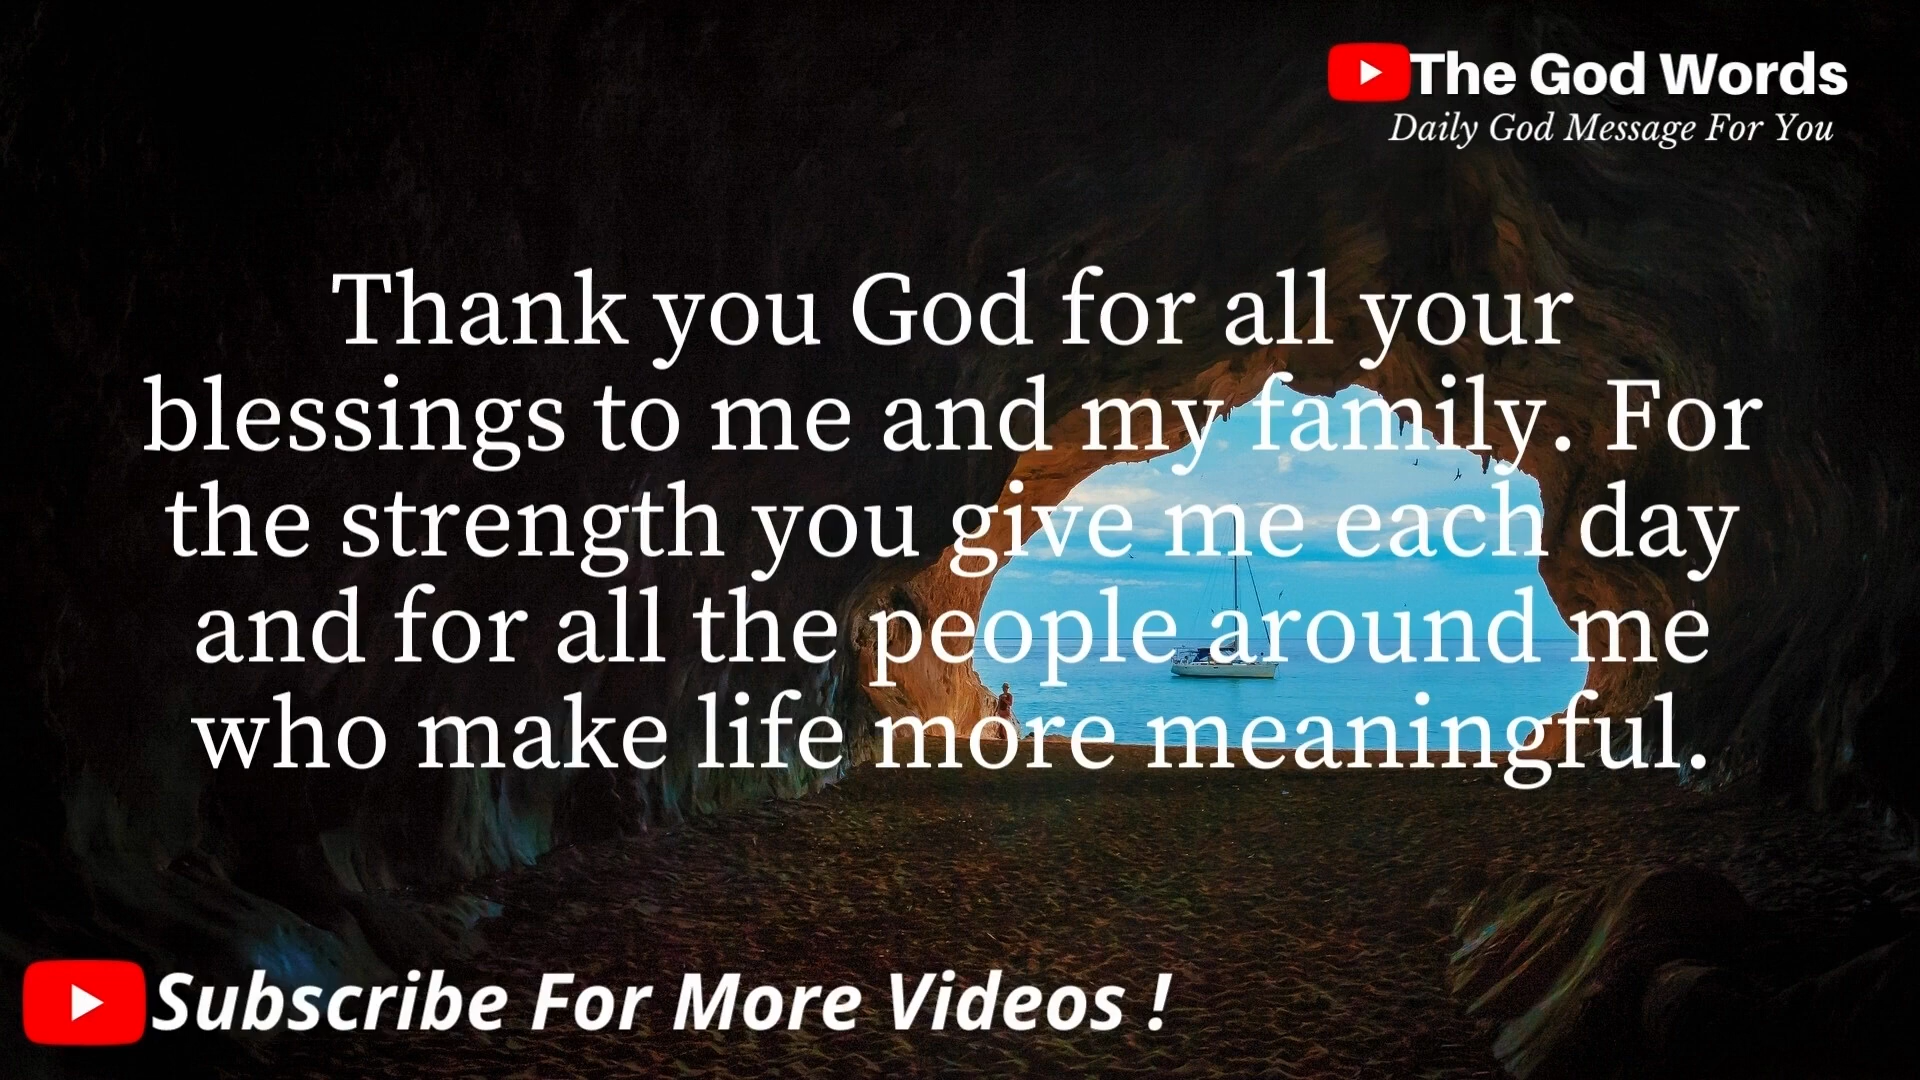 The God Words
Daily God Message For You
Thank you God for all your
blessings to me and my family. For
the strength you give me each day
and for all the people around me
who make life more meaningful.
Subscribe For More Videos !